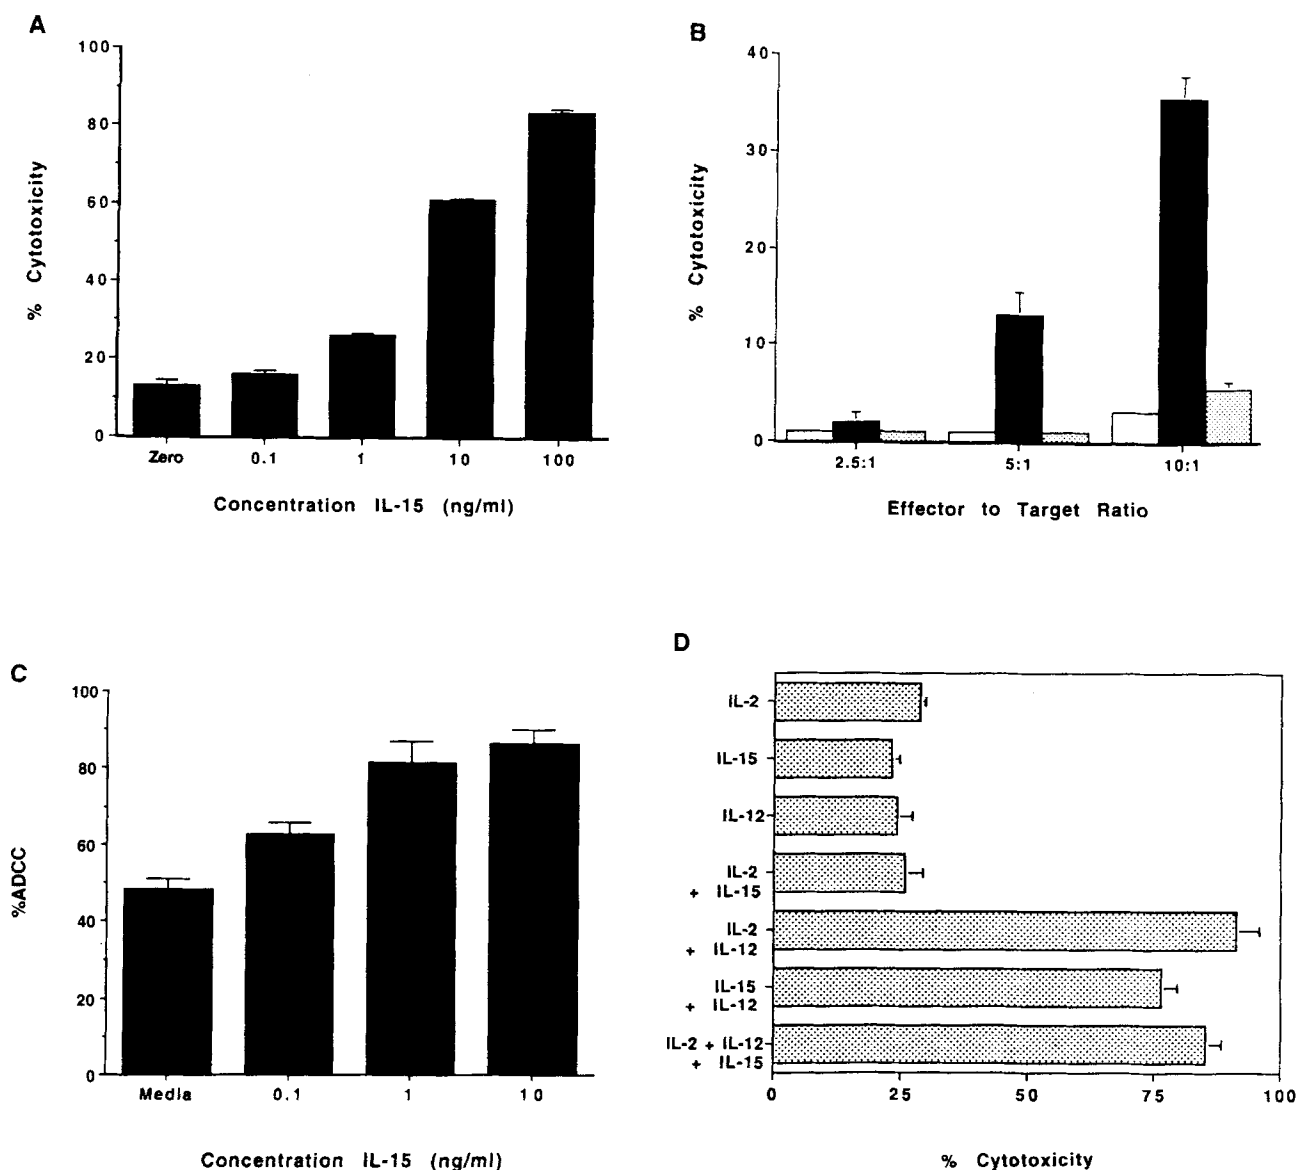 A
% Cytotoxicity
100
80
60
40
20
0
Zero 0.1 1 10 100
Concentration IL-15 (ng/ml)
B
% Cytotoxicity
40
30
20
10
0
2.5:1 5:1 10:1
Effector to Target Ratio
C
%ADCC
100
80
60
40
20
0
Media 0.1 1 10
Concentration IL-15 (ng/ml)
D
IL-2
IL-15
IL-12
IL-2
+ IL-15
IL-2
+ IL-12
IL-15
+ IL-12
IL-2 + IL-12
+ IL-15
0 25 50 75 100
% Cytotoxicity